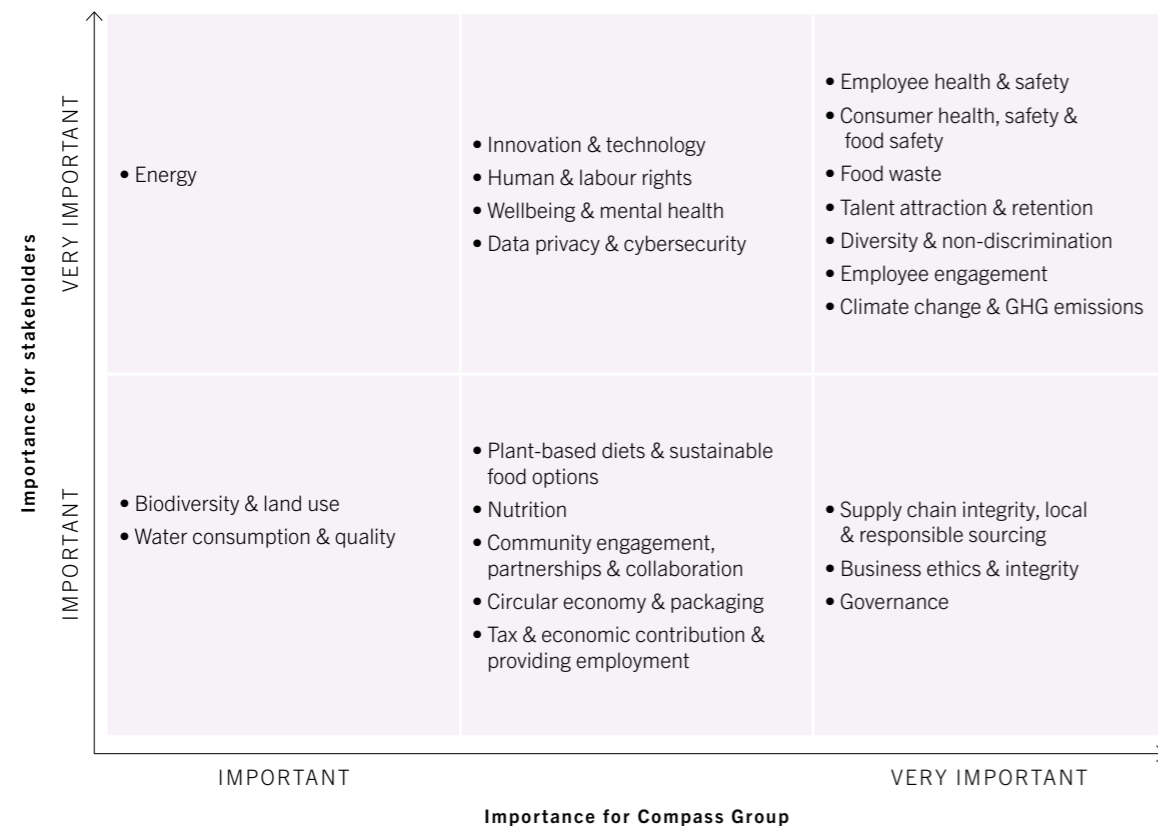 Importance for stakeholders
VERY IMPORTANT
• Energy
• Innovation & technology
• Human & labour rights
• Wellbeing & mental health
• Data privacy & cybersecurity
• Employee health & safety
• Consumer health, safety &
food safety
• Food waste
• Talent attraction & retention
• Diversity & non-discrimination
• Employee engagement
• Climate change & GHG emissions
IMPORTANT
• Biodiversity & land use
• Water consumption & quality
• Plant-based diets & sustainable
food options
• Nutrition
• Community engagement,
partnerships & collaboration
• Circular economy & packaging
• Tax & economic contribution &
providing employment
• Supply chain integrity, local
& responsible sourcing
• Business ethics & integrity
• Governance
IMPORTANT
VERY IMPORTANT
Importance for Compass Group